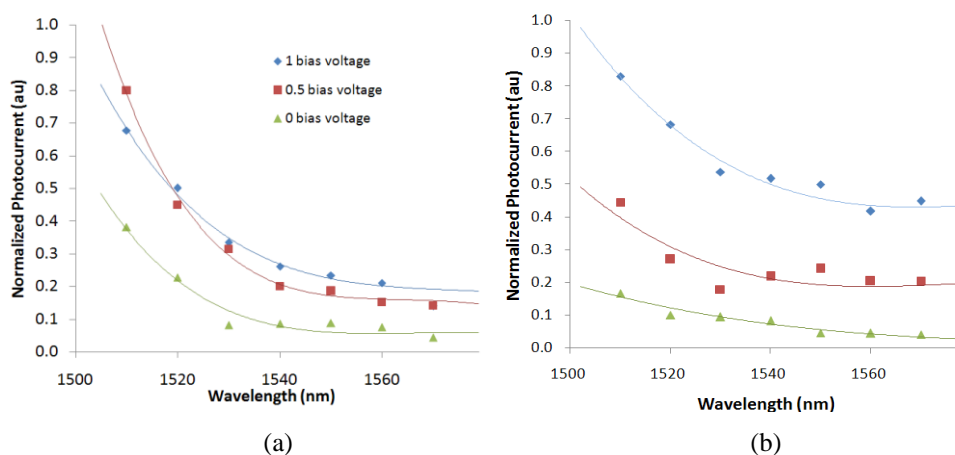 1.0
0.9
0.8
0.7
0.6
0.5
0.4
0.3
0.2
0.1
0.0
Normalized Photocurrent (au)
1 bias voltage
0.5 bias voltage
0 bias voltage
1500 1520 1540 1560
Wavelength (nm)
(a)
1.0
0.9
0.8
0.7
0.6
0.5
0.4
0.3
0.2
0.1
0.0
Normalized Photocurrent (au)
1500 1520 1540 1560
Wavelength (nm)
(b)